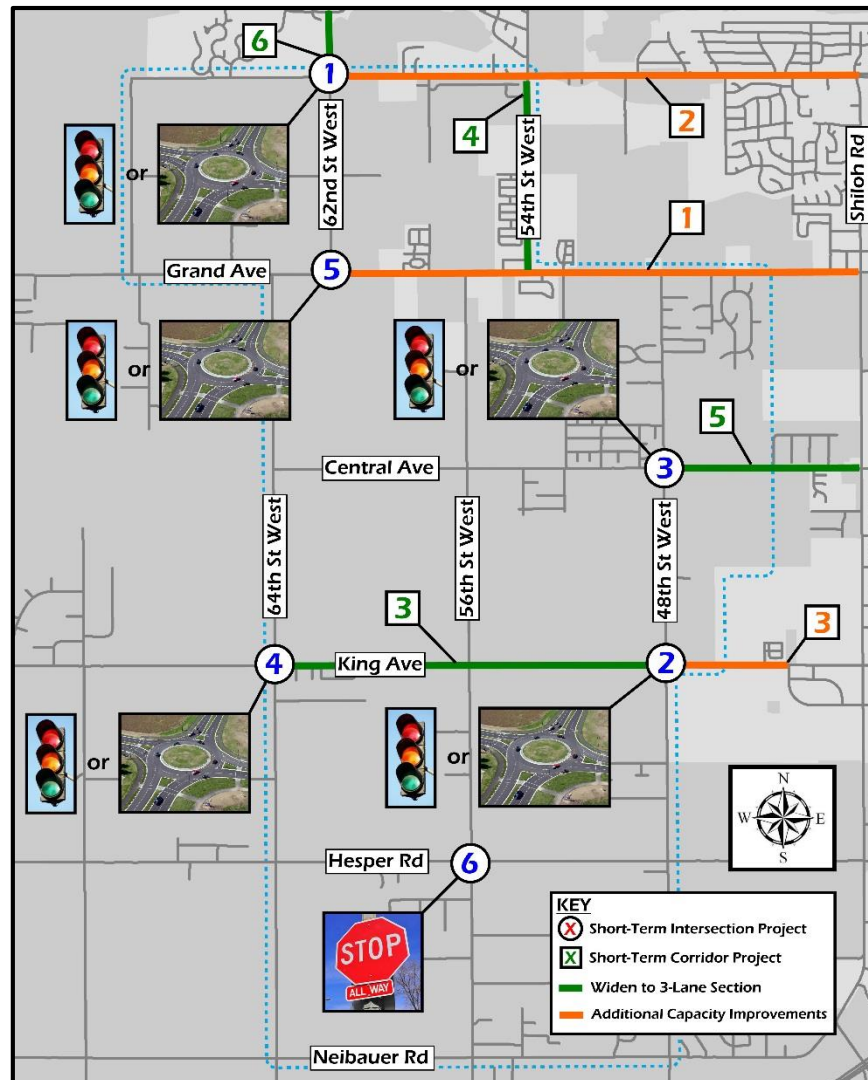 6
1
2
or
62nd St West
4
54th St West
Shiloh Rd
1
Grand Ave
5
or
or
5
Central Ave
3
64th St West
56th St West
48th St West
3
3
4
King Ave
2
or
or
N
W E
S
Hesper Rd
6
STOP
ALL WAY
KEY
X Short-Term Intersection Project
X Short-Term Corridor Project
Widen to 3-Lane Section
Additional Capacity Improvements
Neibauer Rd